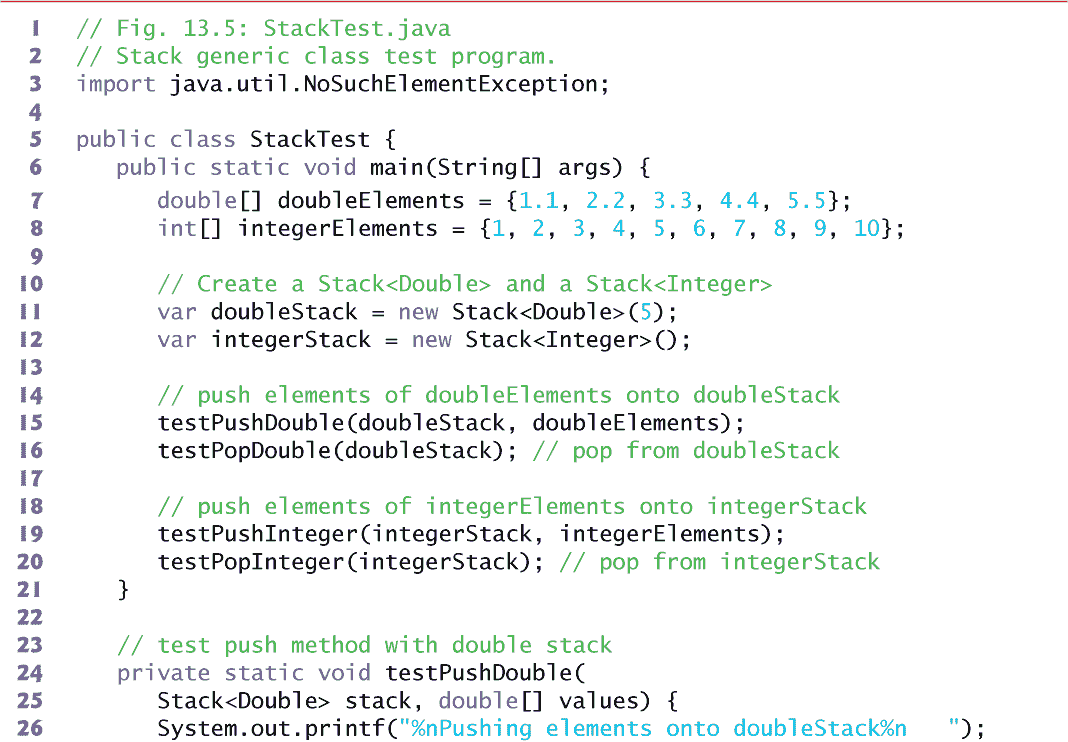 1 // Fig. 13.5: StackTest.java
2 // Stack generic class test program.
3 import java.util.NoSuchElementException;
4
5 public class StackTest {
6    public static void main(String[] args) {
7       double[] doubleElements = {1.1, 2.2, 3.3, 4.4, 5.5};
8       int[] integerElements = {1, 2, 3, 4, 5, 6, 7, 8, 9, 10};
9
10       // Create a Stack<Double> and a Stack<Integer>
11       var doubleStack = new Stack<Double>(5);
12       var integerStack = new Stack<Integer>();
13
14       // push elements of doubleElements onto doubleStack
15       testPushDouble(doubleStack, doubleElements);
16       testPopDouble(doubleStack); // pop from doubleStack
17
18       // push elements of integerElements onto integerStack
19       testPushInteger(integerStack, integerElements);
20       testPopInteger(integerStack); // pop from integerStack
21    }
22
23    // test push method with double stack
24    private static void testPushDouble(
25       Stack<Double> stack, double[] values) {
26       System.out.printf("%nPushing elements onto doubleStack%n   ");